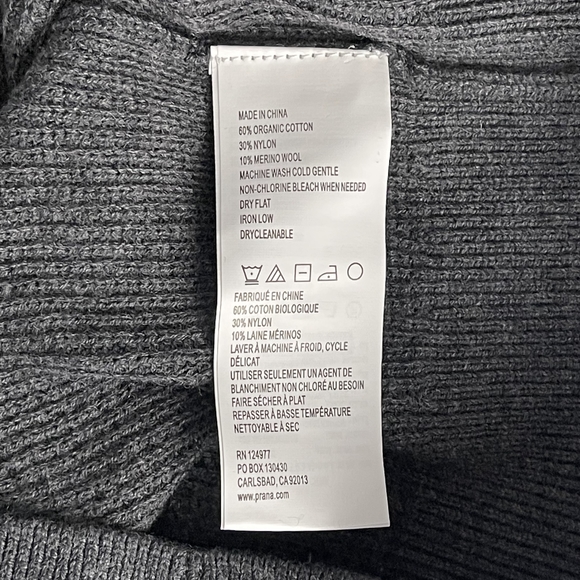 MADE IN CHINA
60% ORGANIC COTTON
30% NYLON
10% MERINO WOOL
MACHINE WASH COLD GENTLE
NON-CHLORINE BLEACH WHEN NEEDED
DRY FLAT
IRON LOW
DRYCLEANABLE
FABRIQUÉ EN CHINE
60% COTON BIOLOGIQUE
30% NYLON
10% LAINE MÉRINOS
LAVER À MACHINE À FROID, CYCLE
DÉLICAT
UTILISER SEULEMENT UN AGENT DE
BLANCHIMENT NON CHLORÉ AU BESOIN
FAIRE SÉCHER À PLAT
REPASSER À BASSE TEMPÉRATURE
NETTOYABLE À SEC
RN 124977
PO BOX 130430
CARLSBAD, CA 92013
www.prana.com